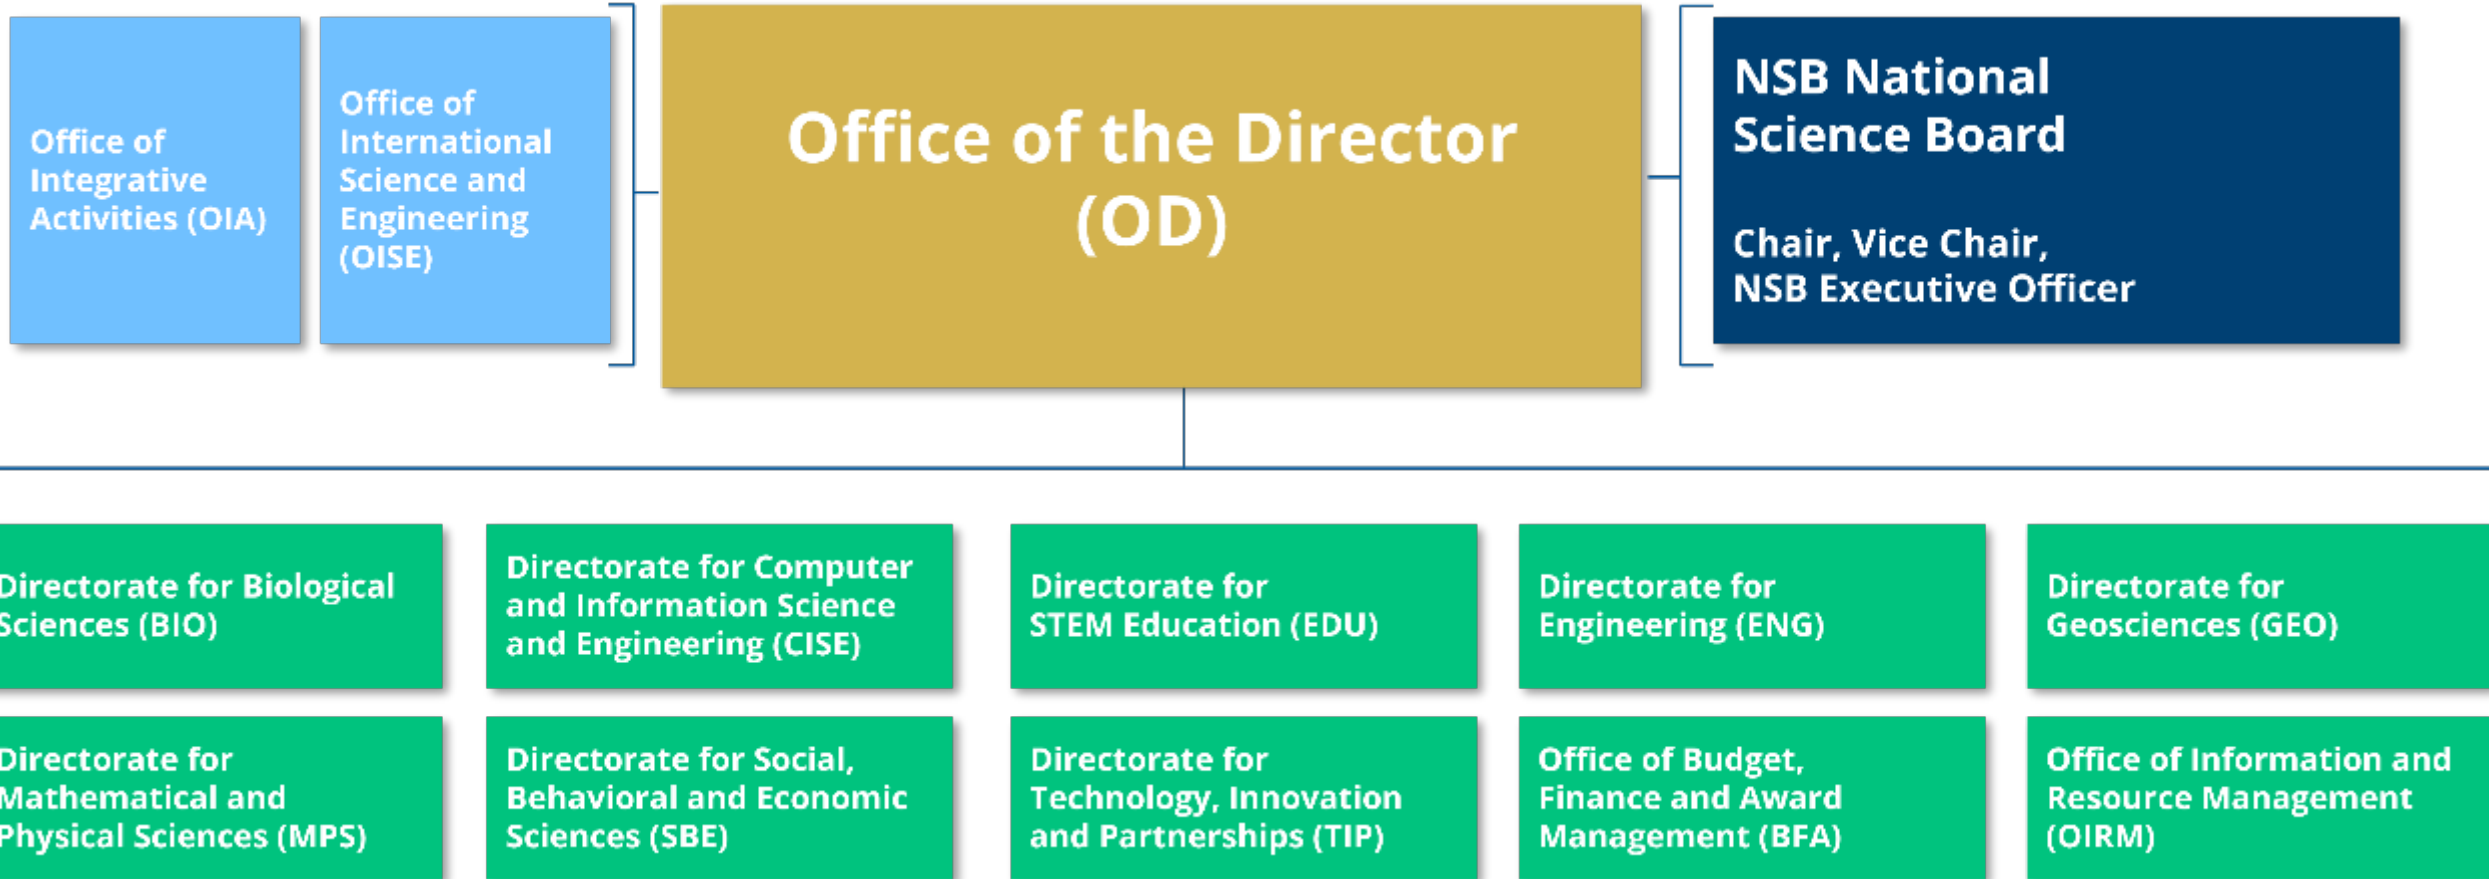 Office of
Integrative
Activities (OIA)
Office of
International
Science and
Engineering
(OISE)
Office of the Director
(OD)
NSB National
Science Board
Chair, Vice Chair,
NSB Executive Officer
Directorate for Biological
Sciences (BIO)
Directorate for Computer
and Information Science
and Engineering (CISE)
Directorate for
STEM Education (EDU)
Directorate for
Engineering (ENG)
Directorate for
Geosciences (GEO)
Directorate for
Mathematical and
Physical Sciences (MPS)
Directorate for Social,
Behavioral and Economic
Sciences (SBE)
Directorate for
Technology, Innovation
and Partnerships (TIP)
Office of Budget,
Finance and Award
Management (BFA)
Office of Information and
Resource Management
(OIRM)